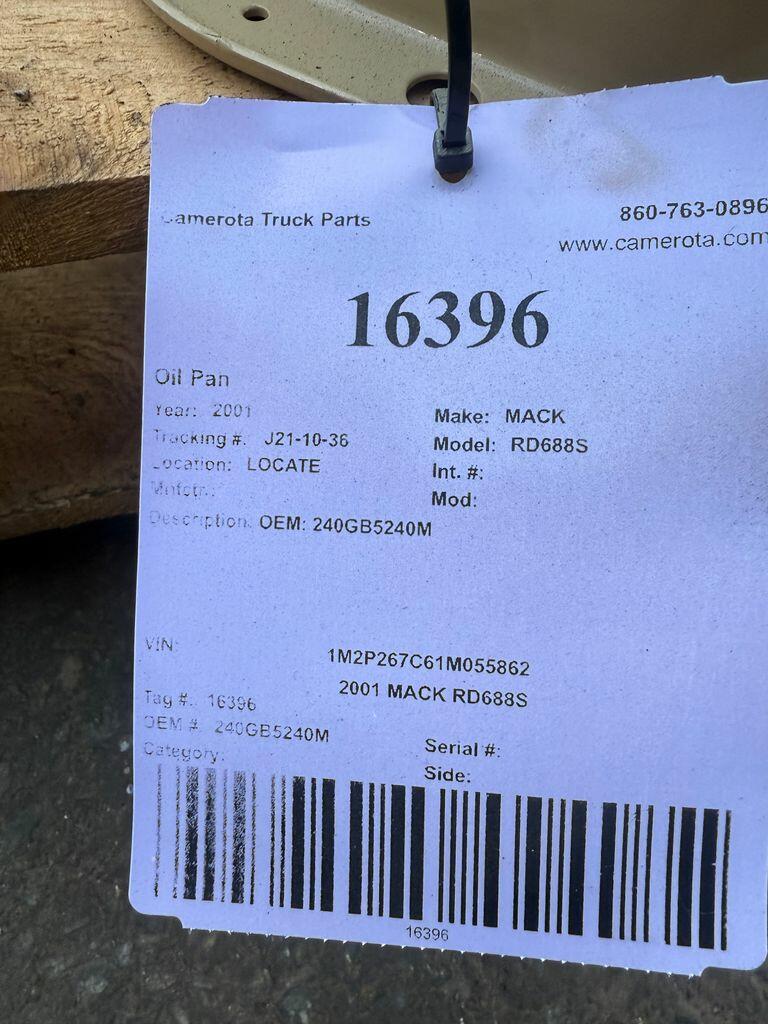 Camerota Truck Parts
860-763-0896
www.camerota.com
16396
Oil Pan
Year: 2001
Make: MACK
Tracking #: J21-10-36
Model: RD688S
Location: LOCATE
Int. #:
Mnfctr.:
Mod:
Description: OEM: 240GB5240M
VIN:
1M2P267C61M055862
2001 MACK RD688S
Tag #: 16396
OEM #: 240GB5240M
Serial #:
Category:
Side:
16396